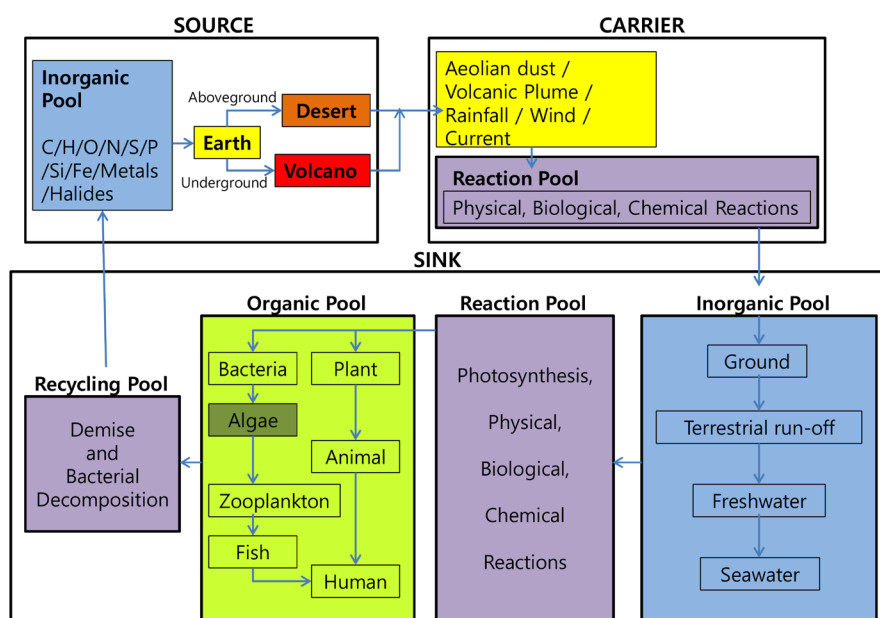 SOURCE
Inorganic
Pool
C/H/O/N/S/P
/Si/Fe/Metals
/Halides
Earth
Aboveground
Underground
Desert
Volcano
CARRIER
Aeolian dust /
Volcanic Plume /
Rainfall / Wind /
Current
Reaction Pool
Physical, Biological, Chemical Reactions
SINK
Inorganic Pool
Ground
Terrestrial run-off
Freshwater
Seawater
Reaction Pool
Photosynthesis,
Physical,
Biological,
Chemical
Reactions
Organic Pool
Bacteria
Algae
Zooplankton
Fish
Plant
Animal
Human
Recycling Pool
Demise
and
Bacterial
Decomposition